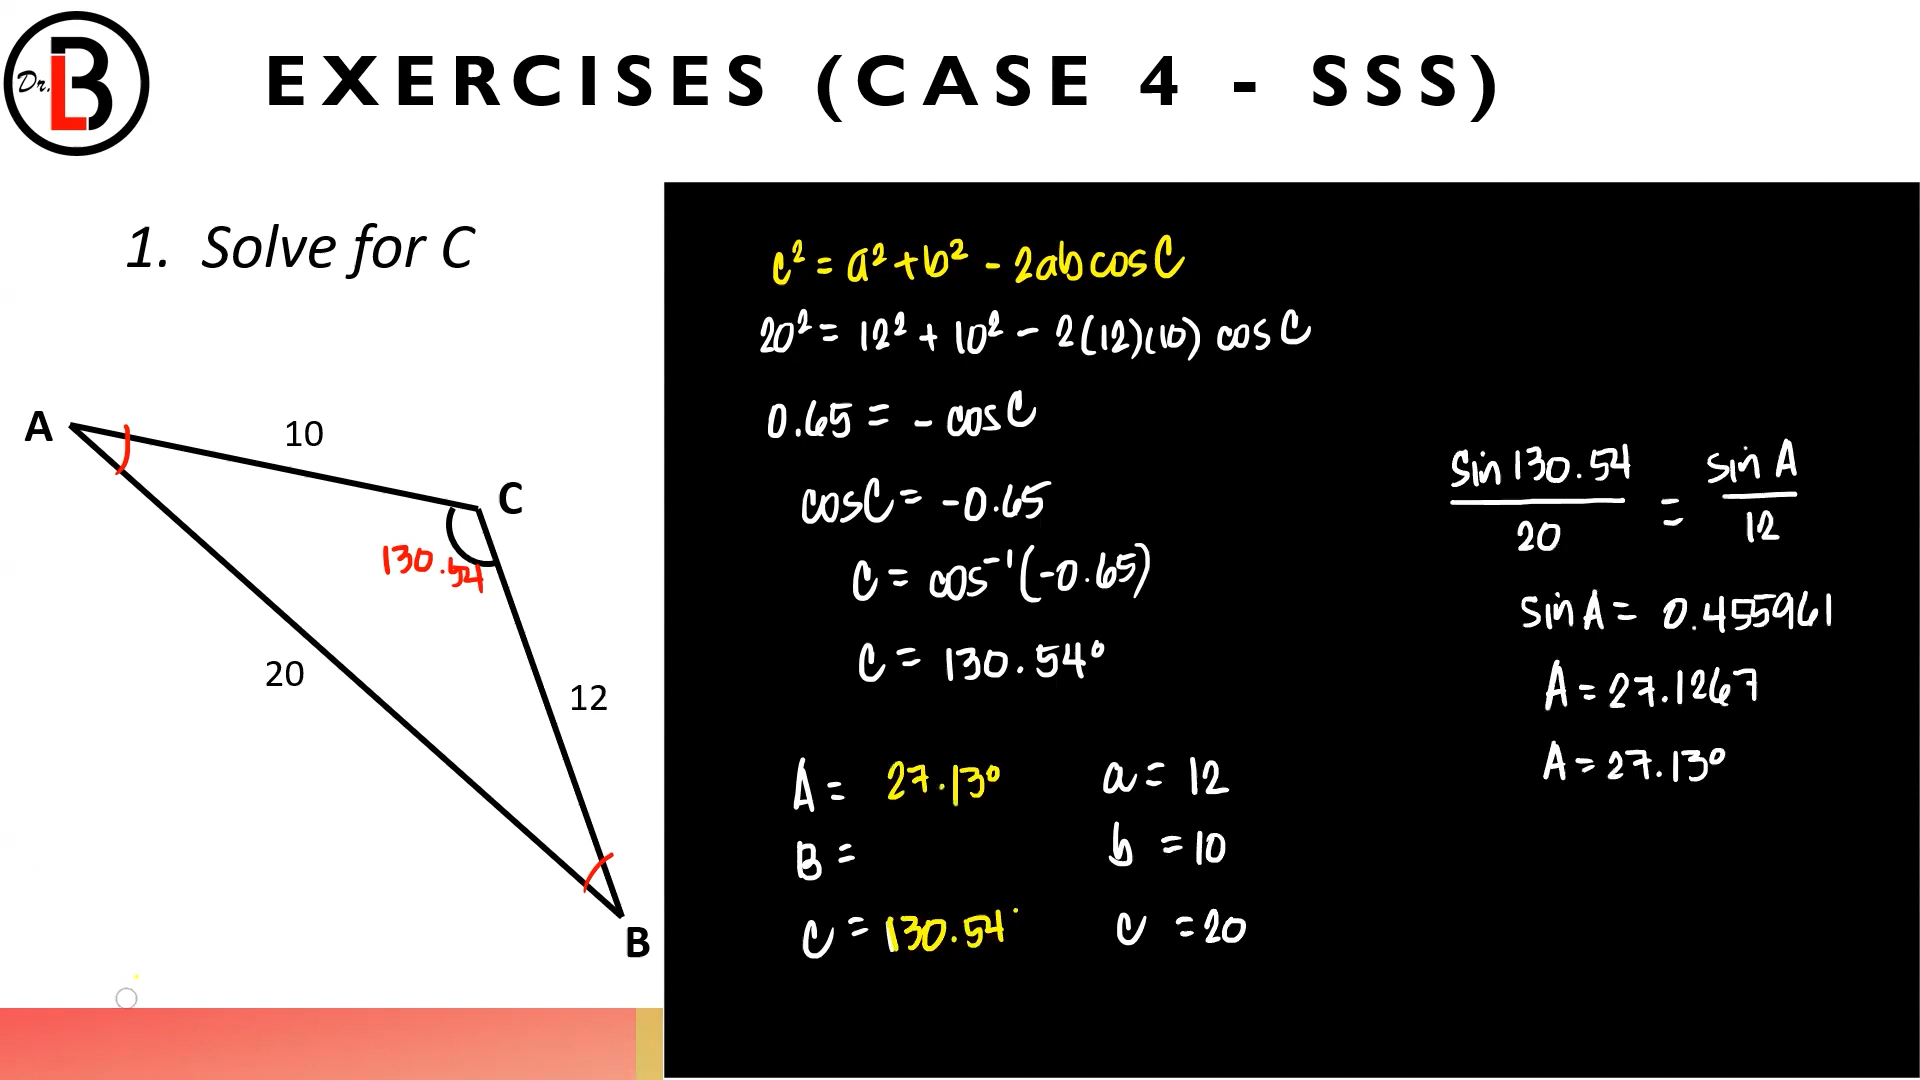 Dr. LB
EXERCISES (CASE 4 - SSS)
1. Solve for C
A
10
C
130.54
20
12
B
c² = a² + b² - 2ab cos C
20² = 12² + 10² - 2(12)(10) cos C
0.65 = - cos C
cos C = -0.65
C = cos⁻¹(-0.65)
C = 130.54°
A = 27.13° a = 12
B = b = 10
C = 130.54° c = 20
sin 130.54 / 20 = sin A / 12
sin A = 0.455961
A = 27.1267
A = 27.13°